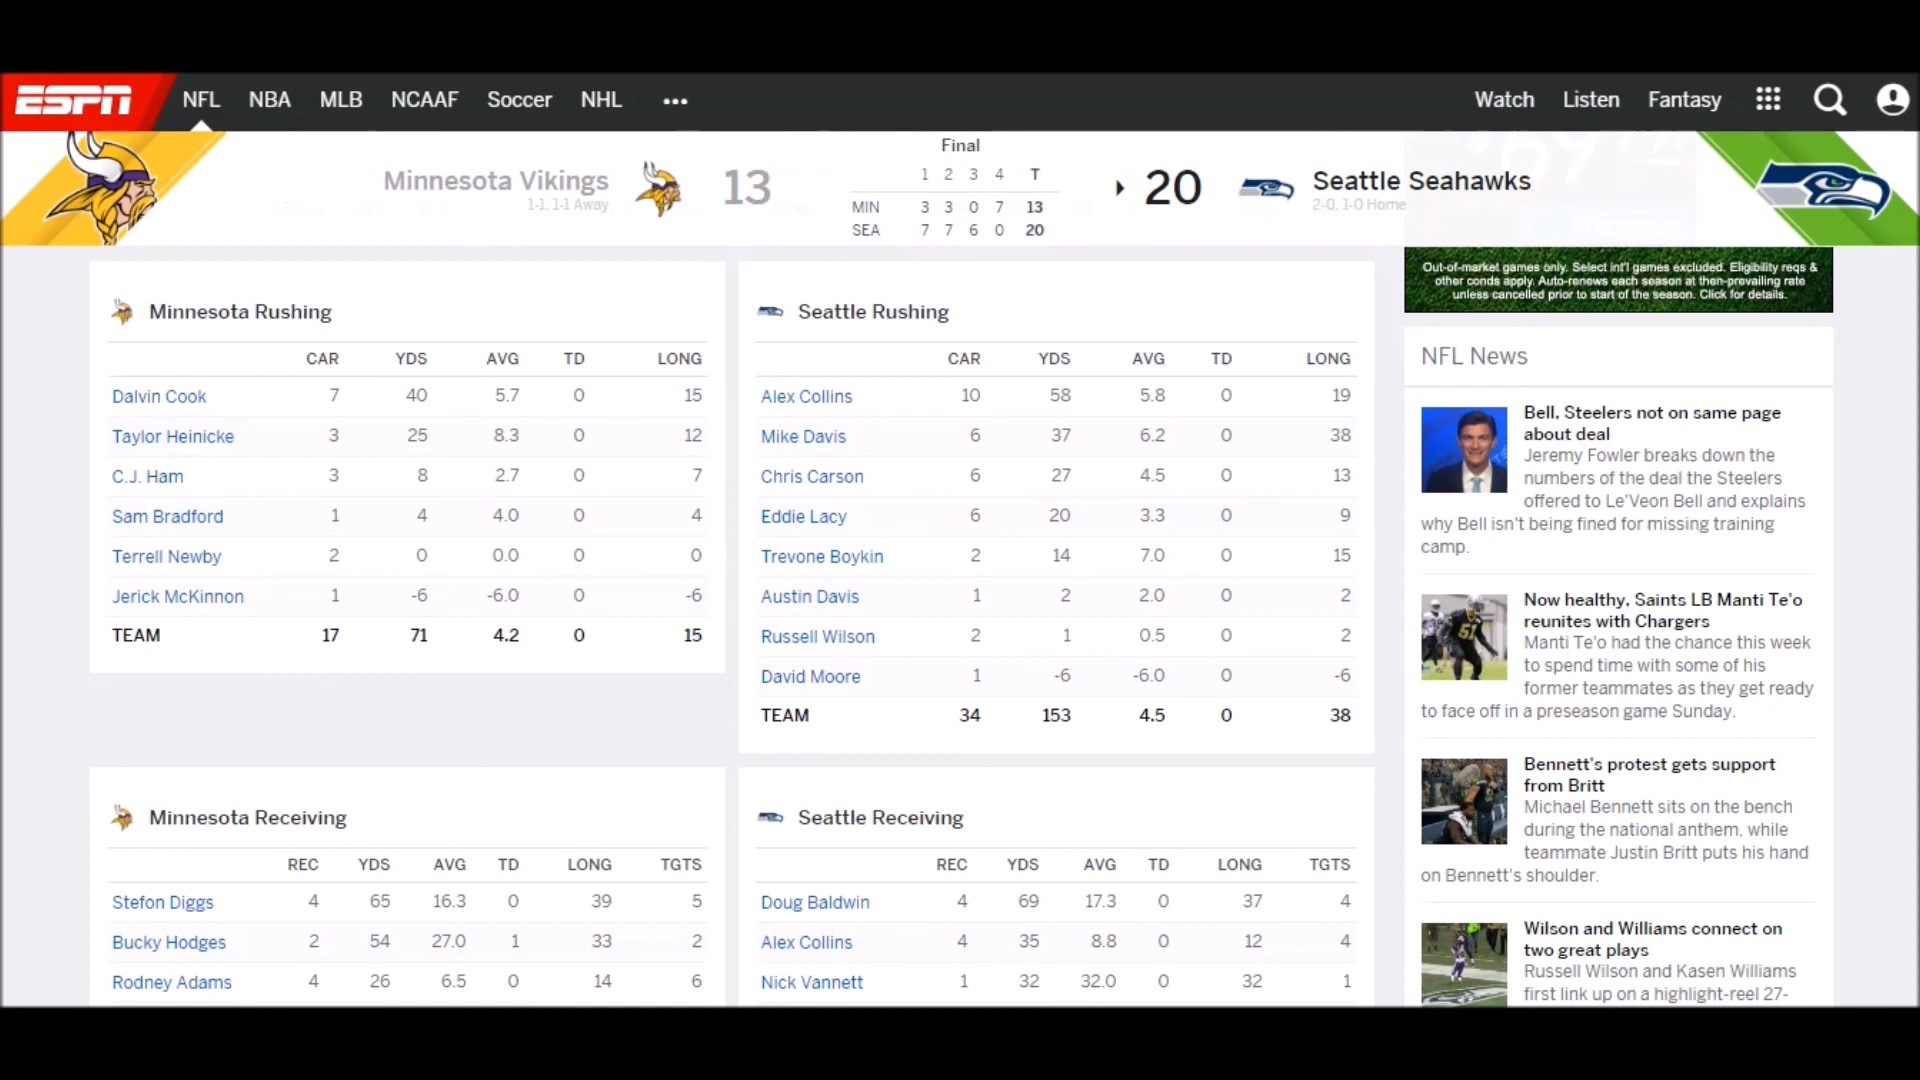 ESPN NFL NBA MLB NCAAF Soccer NHL ... Watch Listen Fantasy
Final
Minnesota Vikings 13
1-1, 1-1 Away
1 2 3 4 T
MIN 3 3 0 7 13
SEA 7 7 6 0 20
20 Seattle Seahawks
2-0, 1-0 Home
Out-of-market games only. Select int'l games excluded. Eligibility reqs &
other conds apply. Auto-renews each season at then-prevailing rate
unless cancelled prior to start of the season. Click for details.
Minnesota Rushing
CAR YDS AVG TD LONG
Dalvin Cook 7 40 5.7 0 15
Taylor Heinicke 3 25 8.3 0 12
C.J. Ham 3 8 2.7 0 7
Sam Bradford 1 4 4.0 0 4
Terrell Newby 2 0 0.0 0 0
Jerick McKinnon 1 -6 -6.0 0 -6
TEAM 17 71 4.2 0 15
Seattle Rushing
CAR YDS AVG TD LONG
Alex Collins 10 58 5.8 0 19
Mike Davis 6 37 6.2 0 38
Chris Carson 6 27 4.5 0 13
Eddie Lacy 6 20 3.3 0 9
Trevone Boykin 2 14 7.0 0 15
Austin Davis 1 2 2.0 0 2
Russell Wilson 2 1 0.5 0 2
David Moore 1 -6 -6.0 0 -6
TEAM 34 153 4.5 0 38
Minnesota Receiving
REC YDS AVG TD LONG TGTS
Stefon Diggs 4 65 16.3 0 39 5
Bucky Hodges 2 54 27.0 1 33 2
Rodney Adams 4 26 6.5 0 14 6
Seattle Receiving
REC YDS AVG TD LONG TGTS
Doug Baldwin 4 69 17.3 0 37 4
Alex Collins 4 35 8.8 0 12 4
Nick Vannett 1 32 32.0 0 32 1
NFL News
Bell, Steelers not on same page
about deal
Jeremy Fowler breaks down the
numbers of the deal the Steelers
offered to Le'Veon Bell and explains
why Bell isn't being fined for missing training
camp.
Now healthy, Saints LB Manti Te'o
reunites with Chargers
Manti Te'o had the chance this week
to spend time with some of his
former teammates as they get ready
to face off in a preseason game Sunday.
Bennett's protest gets support
from Britt
Michael Bennett sits on the bench
during the national anthem, while
teammate Justin Britt puts his hand
on Bennett's shoulder.
Wilson and Williams connect on
two great plays
Russell Wilson and Kasen Williams
first link up on a highlight-reel 27-